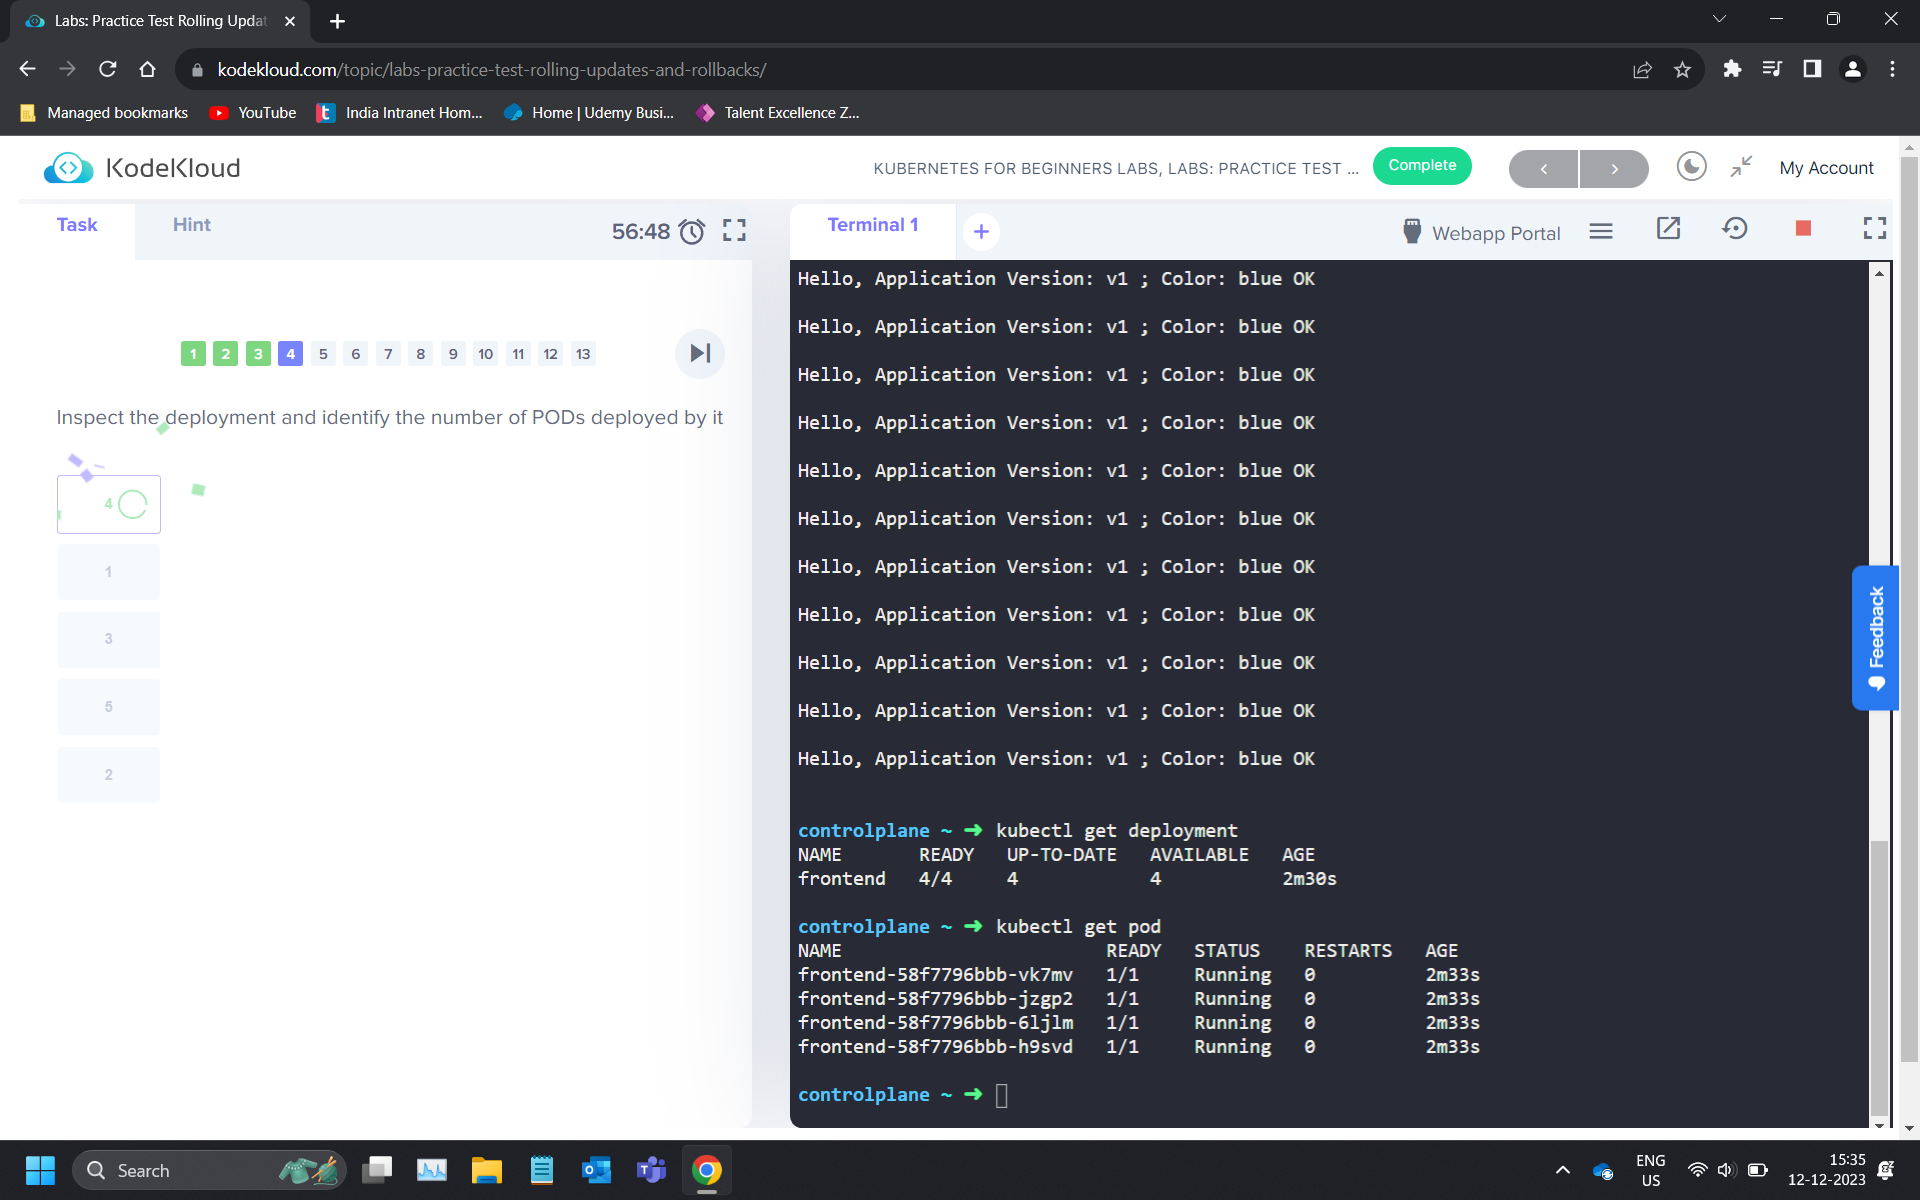 Labs: Practice Test Rolling Updat
kodekloud.com/topic/labs-practice-test-rolling-updates-and-rollbacks/
Managed bookmarks YouTube India Intranet Hom... Home | Udemy Busi... Talent Excellence Z...
KodeKloud
KUBERNETES FOR BEGINNERS LABS, LABS: PRACTICE TEST ... Complete My Account
Task Hint 56:48
Terminal 1 + Webapp Portal
1 2 3 4 5 6 7 8 9 10 11 12 13
Inspect the deployment and identify the number of PODs deployed by it
4
1
3
5
2
Hello, Application Version: v1 ; Color: blue OK
Hello, Application Version: v1 ; Color: blue OK
Hello, Application Version: v1 ; Color: blue OK
Hello, Application Version: v1 ; Color: blue OK
Hello, Application Version: v1 ; Color: blue OK
Hello, Application Version: v1 ; Color: blue OK
Hello, Application Version: v1 ; Color: blue OK
Hello, Application Version: v1 ; Color: blue OK
Hello, Application Version: v1 ; Color: blue OK
Hello, Application Version: v1 ; Color: blue OK
Hello, Application Version: v1 ; Color: blue OK
controlplane ~ ➜ kubectl get deployment
NAME READY UP-TO-DATE AVAILABLE AGE
frontend 4/4 4 4 2m30s
controlplane ~ ➜ kubectl get pod
NAME READY STATUS RESTARTS AGE
frontend-58f7796bbb-vk7mv 1/1 Running 0 2m33s
frontend-58f7796bbb-jzgp2 1/1 Running 0 2m33s
frontend-58f7796bbb-6ljlm 1/1 Running 0 2m33s
frontend-58f7796bbb-h9svd 1/1 Running 0 2m33s
controlplane ~ ➜
Feedback
Search
ENG
US
15:35
12-12-2023